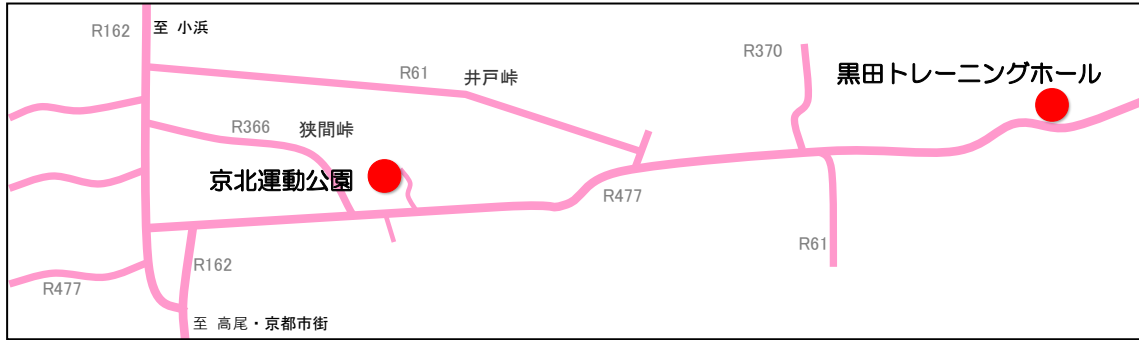 R162
至 小浜
R370
R61
井戸峠
黒田トレーニングホール
R366
狭間峠
京北運動公園
R477
R61
R162
R477
至 高尾・京都市街